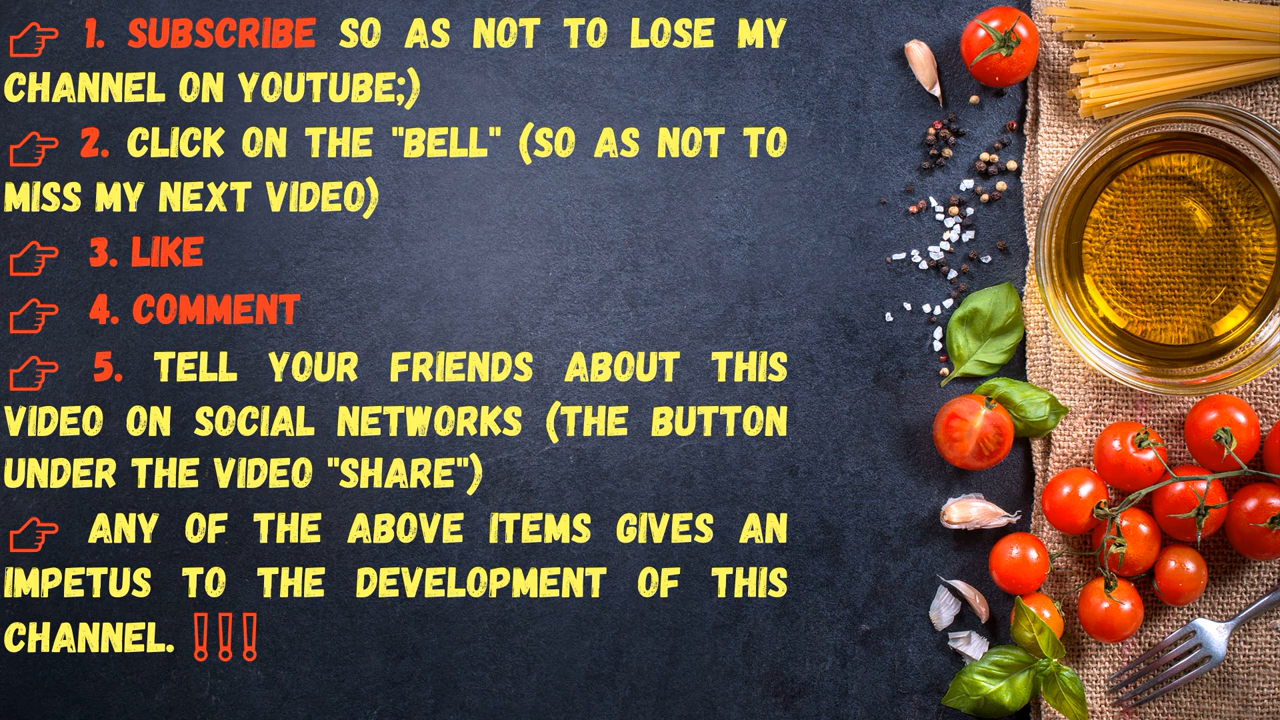 👉 1. SUBSCRIBE SO AS NOT TO LOSE MY
CHANNEL ON YOUTUBE;)
👉 2. CLICK ON THE "BELL" (SO AS NOT TO
MISS MY NEXT VIDEO)
👉 3. LIKE
👉 4. COMMENT
👉 5. TELL YOUR FRIENDS ABOUT THIS
VIDEO ON SOCIAL NETWORKS (THE BUTTON
UNDER THE VIDEO "SHARE")
👉 ANY OF THE ABOVE ITEMS GIVES AN
IMPETUS TO THE DEVELOPMENT OF THIS
CHANNEL. !!!